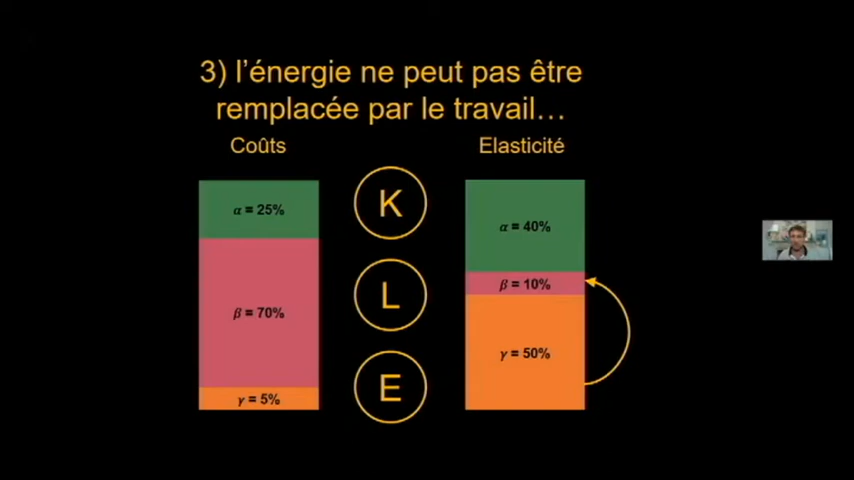 3) l’énergie ne peut pas être
remplacée par le travail…
Coûts
Elasticité
α = 25%
K
α = 40%
β = 70%
L
β = 10%
γ = 5%
E
γ = 50%